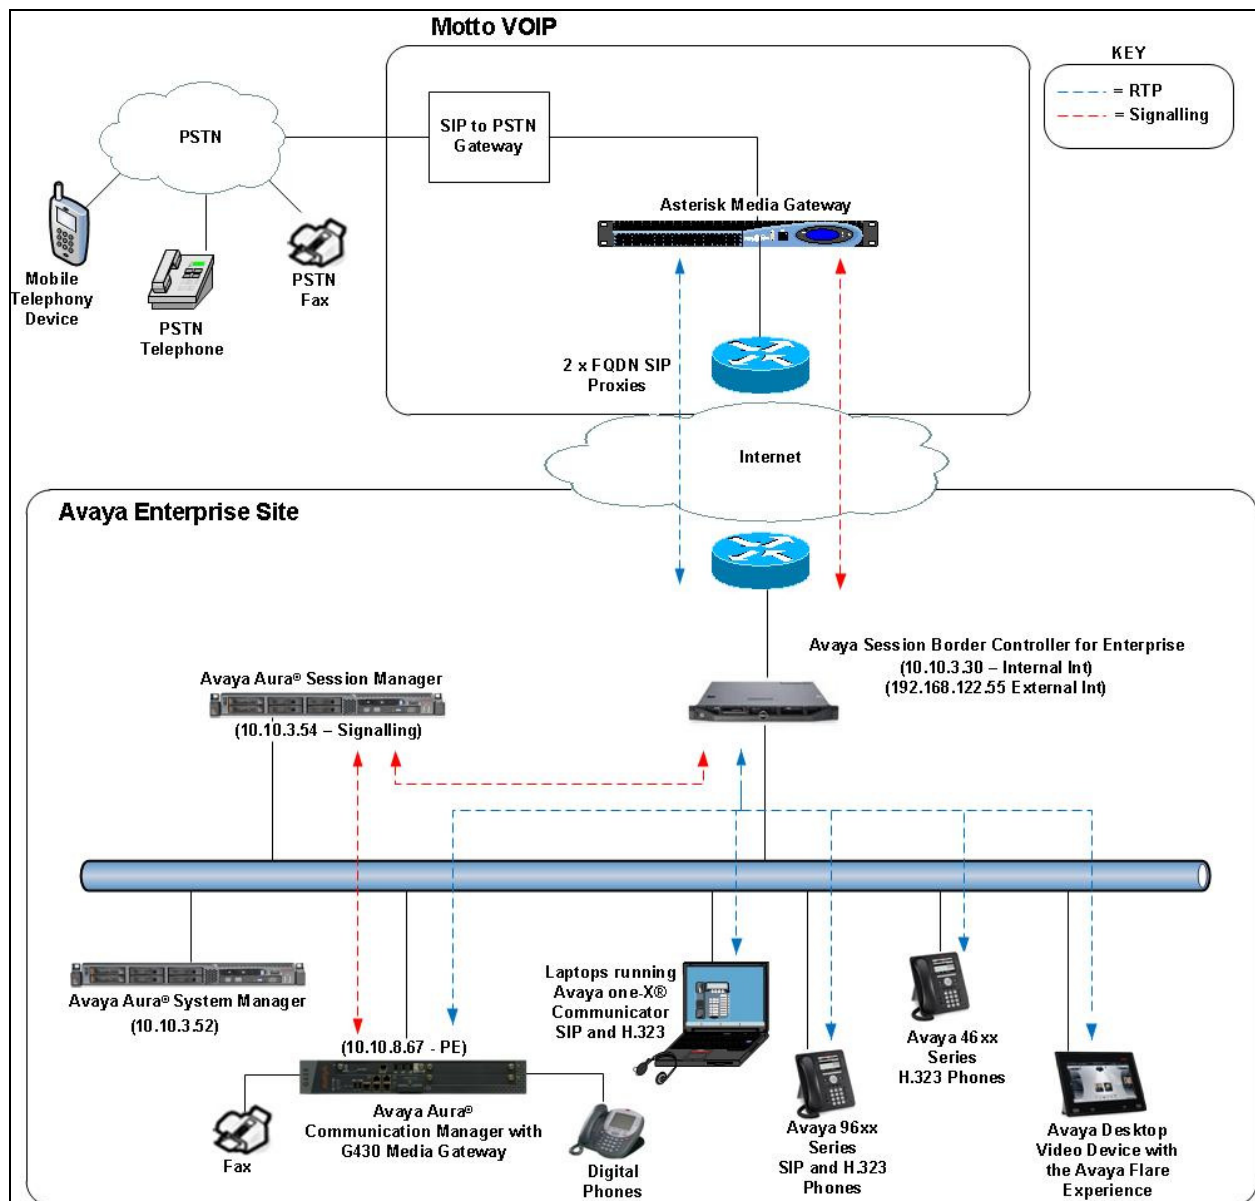 Motto VOIP
KEY
= RTP
= Signalling
SIP to PSTN
Gateway
PSTN
Asterisk Media Gateway
Mobile
Telephony
Device
PSTN
Fax
PSTN
Telephone
2 x FQDN SIP
Proxies
Internet
Avaya Enterprise Site
Avaya Session Border Controller for Enterprise
(10.10.3.30 – Internal Int)
(192.168.122.55 External Int)
Avaya Aura® Session Manager
(10.10.3.54 – Signalling)
Avaya Aura® System Manager
(10.10.3.52)
Laptops running
Avaya one-X®
Communicator
SIP and H.323
(10.10.8.67 - PE)
Avaya 46xx
Series
H.323 Phones
Avaya Aura®
Communication Manager with
G430 Media Gateway
Fax
Digital
Phones
Avaya 96xx
Series
SIP and H.323
Phones
Avaya Desktop
Video Device with
the Avaya Flare
Experience